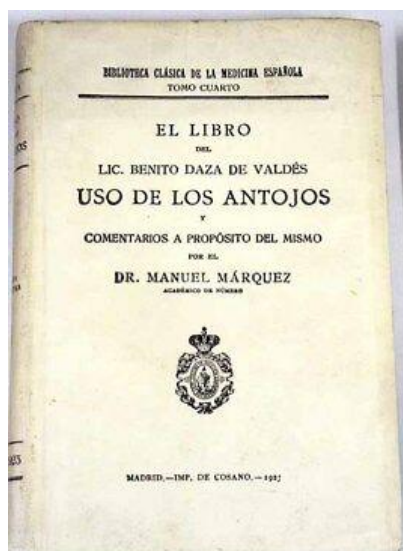 BIBLIOTECA CLÁSICA DE LA MEDICINA ESPAÑOLA
TOMO CUARTO
EL LIBRO
DEL
LIC. BENITO DAZA DE VALDÉS
USO DE LOS ANTOJOS
Y
COMENTARIOS A PROPÓSITO DEL MISMO
POR EL
DR. MANUEL MÁRQUEZ
ACADÉMICO DE NÚMERO
MADRID.—IMP. DE COSANO.—1923